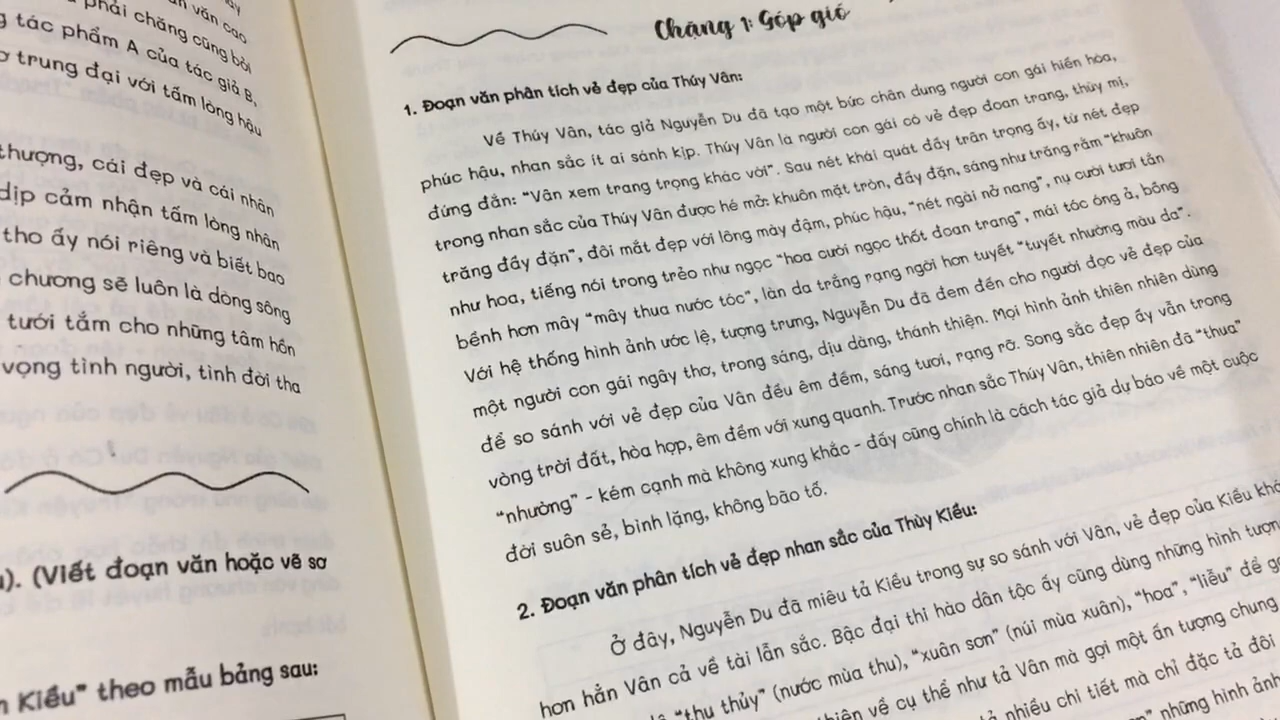 phải chăng cũng bởi
tác phẩm A của tác giả B,
trung đại với tấm lòng hậu
thượng, cái đẹp và cái nhân
dịp cảm nhận tấm lòng nhân
tho ấy nói riêng và biết bao
chương sẽ luôn là dòng sông
tưới tắm cho những tâm hồn
vọng tình người, tình đời tha
(Viết đoạn văn hoặc vẽ sơ
Kiều" theo mẫu bảng sau:
Chặng 1: Góp gió
1. Đoạn văn phân tích vẻ đẹp của Thúy Vân:
Về Thúy Vân, tác giả Nguyễn Du đã tạo một bức chân dung người con gái hiền hòa,
phúc hậu, nhan sắc ít ai sánh kịp. Thúy Vân là người con gái có vẻ đẹp đoan trang, thùy mị,
đứng đắn: "Vân xem trang trọng khác vời". Sau nét khái quát đầy trân trọng ấy, từ nét đẹp
trong nhan sắc của Thúy Vân được hé mở: khuôn mặt tròn, đầy đặn, sáng như trăng rằm "khuôn
trăng đầy đặn", đôi mắt đẹp với lông mày đậm, phúc hậu, "nét ngài nở nang", nụ cười tươi tắn
như hoa, tiếng nói trong trẻo như ngọc "hoa cười ngọc thốt đoan trang", mái tóc óng ả, bồng
bềnh hơn mây "mây thua nước tóc", làn da trắng rạng ngời hơn tuyết "tuyết nhường màu da".
Với hệ thống hình ảnh ước lệ, tượng trưng, Nguyễn Du đã đem đến cho người đọc vẻ đẹp của
một người con gái ngây thơ, trong sáng, dịu dàng, thánh thiện. Mọi hình ảnh thiên nhiên dùng
để so sánh với vẻ đẹp của Vân đều êm đềm, sáng tươi, rạng rỡ. Song sắc đẹp ấy vẫn trong
vòng trời đất, hòa hợp, êm đềm với xung quanh. Trước nhan sắc Thúy Vân, thiên nhiên đã "thua"
"nhường" - kém cạnh mà không xung khắc - đấy cũng chính là cách tác giả dự báo về một cuộc
đời suôn sẻ, bình lặng, không bão tố.
2. Đoạn văn phân tích vẻ đẹp nhan sắc của Thùy Kiều:
Ở đây, Nguyễn Du đã miêu tả Kiều trong sự so sánh với Vân, vẻ đẹp của Kiều
hơn hẳn Vân cả về tài lẫn sắc. Bậc đại thi hào dân tộc ấy cũng dùng những hình tượng
"thu thủy" (nước mùa thu), "xuân sơn" (núi mùa xuân), "hoa", "liễu" để
về cụ thể như tả Vân mà gợi một ấn tượng chung
nhiều chi tiết mà chỉ đặc tả đôi
những hình ảnh